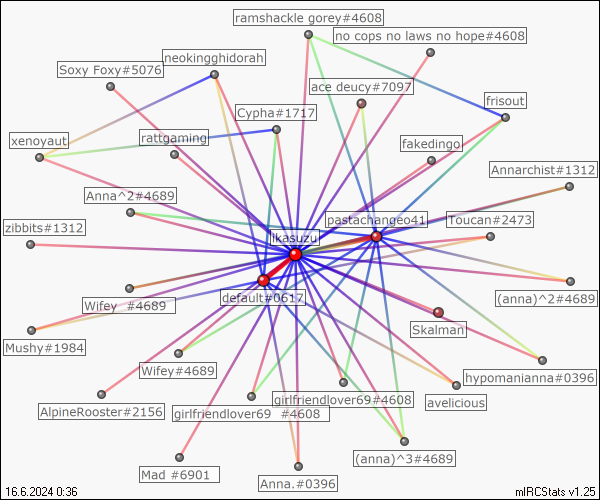 ramshackle gorey#4608
no cops no laws no hope#4608
neokingghidorah
Soxy Foxy#5076
ace deucy#7097
frisout
Cypha#1717
rattgaming
xenoyaut
fakedingo
Annarchist#1312
Anna^2#4689
pastachangeo41
Toucan#2473
zibbits#1312
ikasuzu
default#0617
(anna)^2#4689
Wifey #4689
Skalman
Mushy#1984
Wifey#4689
hypomanianna#0396
girlfriendlover69#4608
avelicious
AlpineRooster#2156
girlfriendlover69 #4608
(anna)^3#4689
Mad #6901
Anna.#0396
16.6.2024 0:36
mIRCStats v1.25